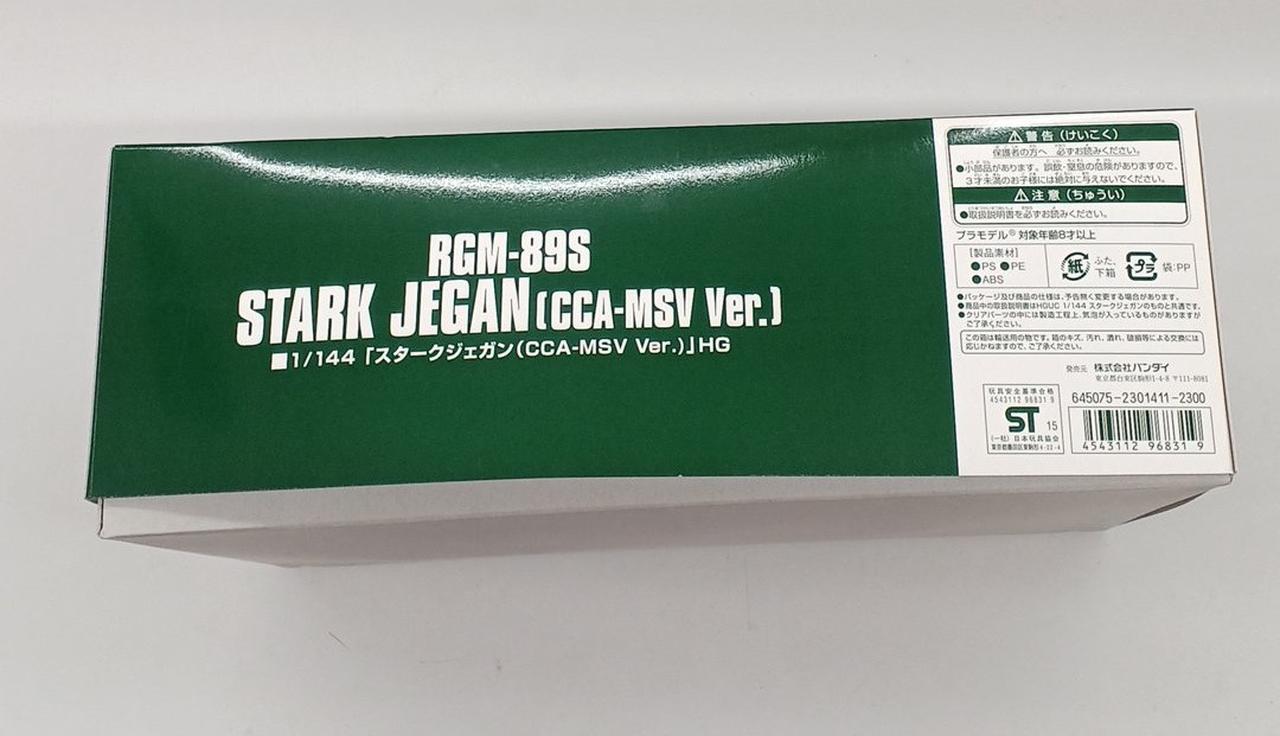 RGM-89S
STARK JEGAN (CCA-MSV Ver.)
■1/144 「スタークジェガン(CCA-MSV Ver.)」HG
⚠警告(けいこく)
保護者の方へ 必ずお読みください。
●小部品があります。誤飲・窒息の危険がありますので、
3才未満のお子様には絶対に与えないでください。
⚠注意(ちゅうい)
●取扱説明書を必ずお読みください。
プラモデル® 対象年齢8才以上
[製品素材]
●PS ●PE
●ABS
紙 ふた、
下箱
プラ 袋:PP
●パッケージ及び商品の仕様は、予告無く変更する場合があります。
●商品中の取扱説明書はHGUC 1/144 スタークジェガンのものと共通です。
●クリアパーツの中には製造工程上、気泡が入っているものがありますが
ご了承ください。
この箱は輸送用の物です。箱のキズ、汚れ、潰れ、破損等による交換には
応じかねますので、ご了承ください。
発売元 株式会社バンダイ
東京都台東区駒形1-4-8 〒111-8081
玩具安全基準合格
4543112 96831 9
ST 15
(一社)日本玩具協会
東京都墨田区東駒形4-22-4
645075-2301411-2300
4543112 96831 9